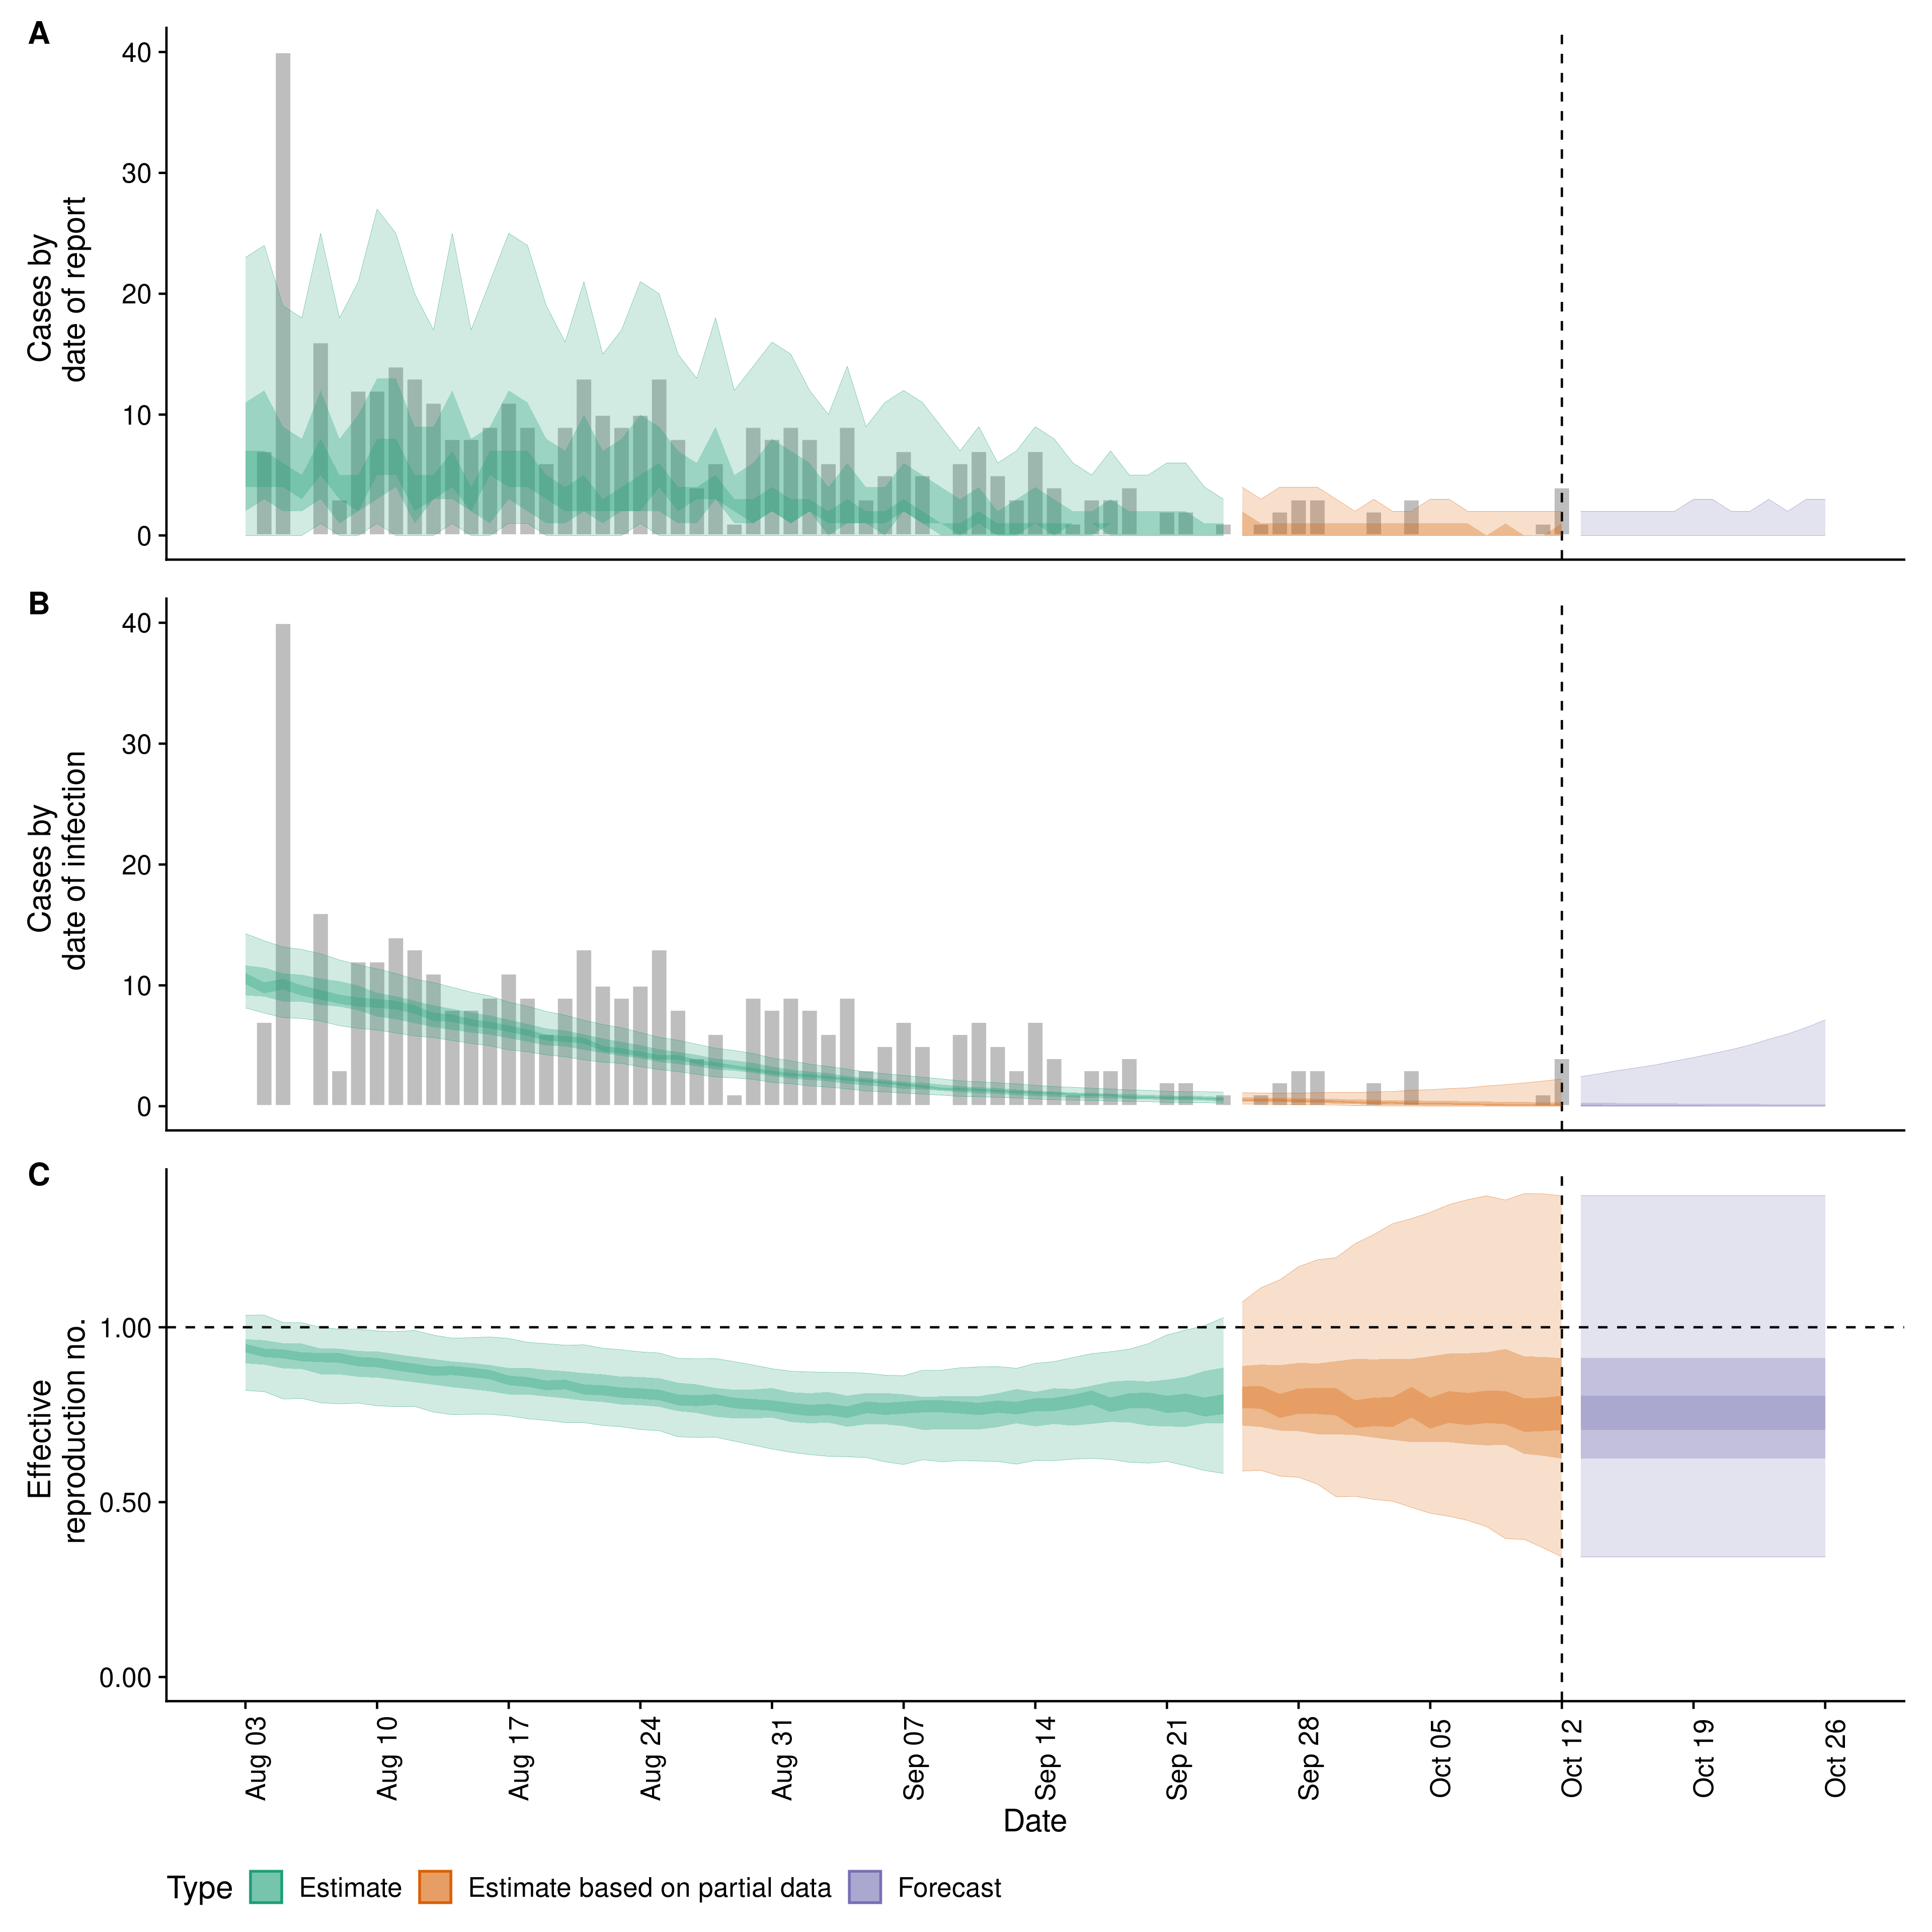 A
Cases by
date of report
40
30
20
10
0
B
Cases by
date of infection
40
30
20
10
0
C
Effective
reproduction no.
1.00
0.50
0.00
Aug 03
Aug 10
Aug 17
Aug 24
Aug 31
Sep 07
Sep 14
Sep 21
Sep 28
Oct 05
Oct 12
Oct 19
Oct 26
Date
Type Estimate Estimate based on partial data Forecast